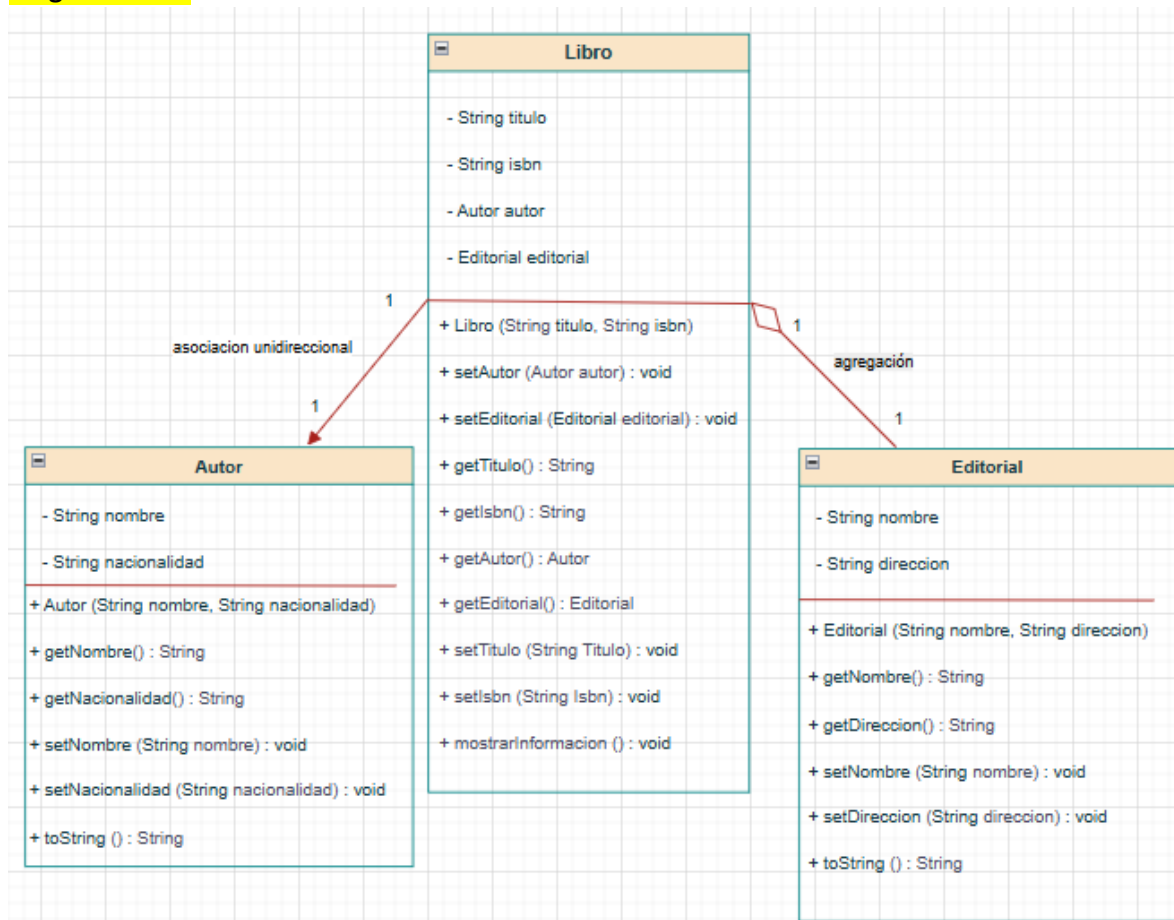 Libro
- String titulo
- String isbn
- Autor autor
- Editorial editorial
+ Libro (String titulo, String isbn)
+ setAutor (Autor autor) : void
+ setEditorial (Editorial editorial) : void
+ getTitulo() : String
+ getIsbn() : String
+ getAutor() : Autor
+ getEditorial() : Editorial
+ setTitulo (String Titulo) : void
+ setIsbn (String Isbn) : void
+ mostrarInformacion () : void
1
asociacion unidireccional
1
1
agregación
1
Autor
- String nombre
- String nacionalidad
+ Autor (String nombre, String nacionalidad)
+ getNombre() : String
+ getNacionalidad() : String
+ setNombre (String nombre) : void
+ setNacionalidad (String nacionalidad) : void
+ toString () : String
Editorial
- String nombre
- String direccion
+ Editorial (String nombre, String direccion)
+ getNombre() : String
+ getDireccion() : String
+ setNombre (String nombre) : void
+ setDireccion (String direccion) : void
+ toString () : String